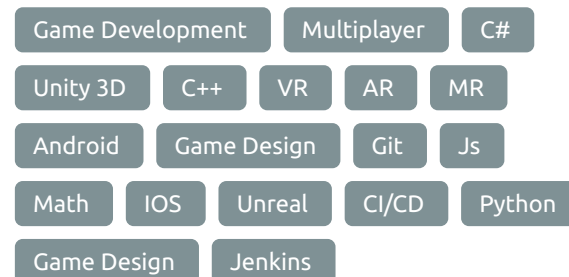 Game Development Multiplayer C#
Unity 3D C++ VR AR MR
Android Game Design Git Js
Math IOS Unreal CI/CD Python
Game Design Jenkins